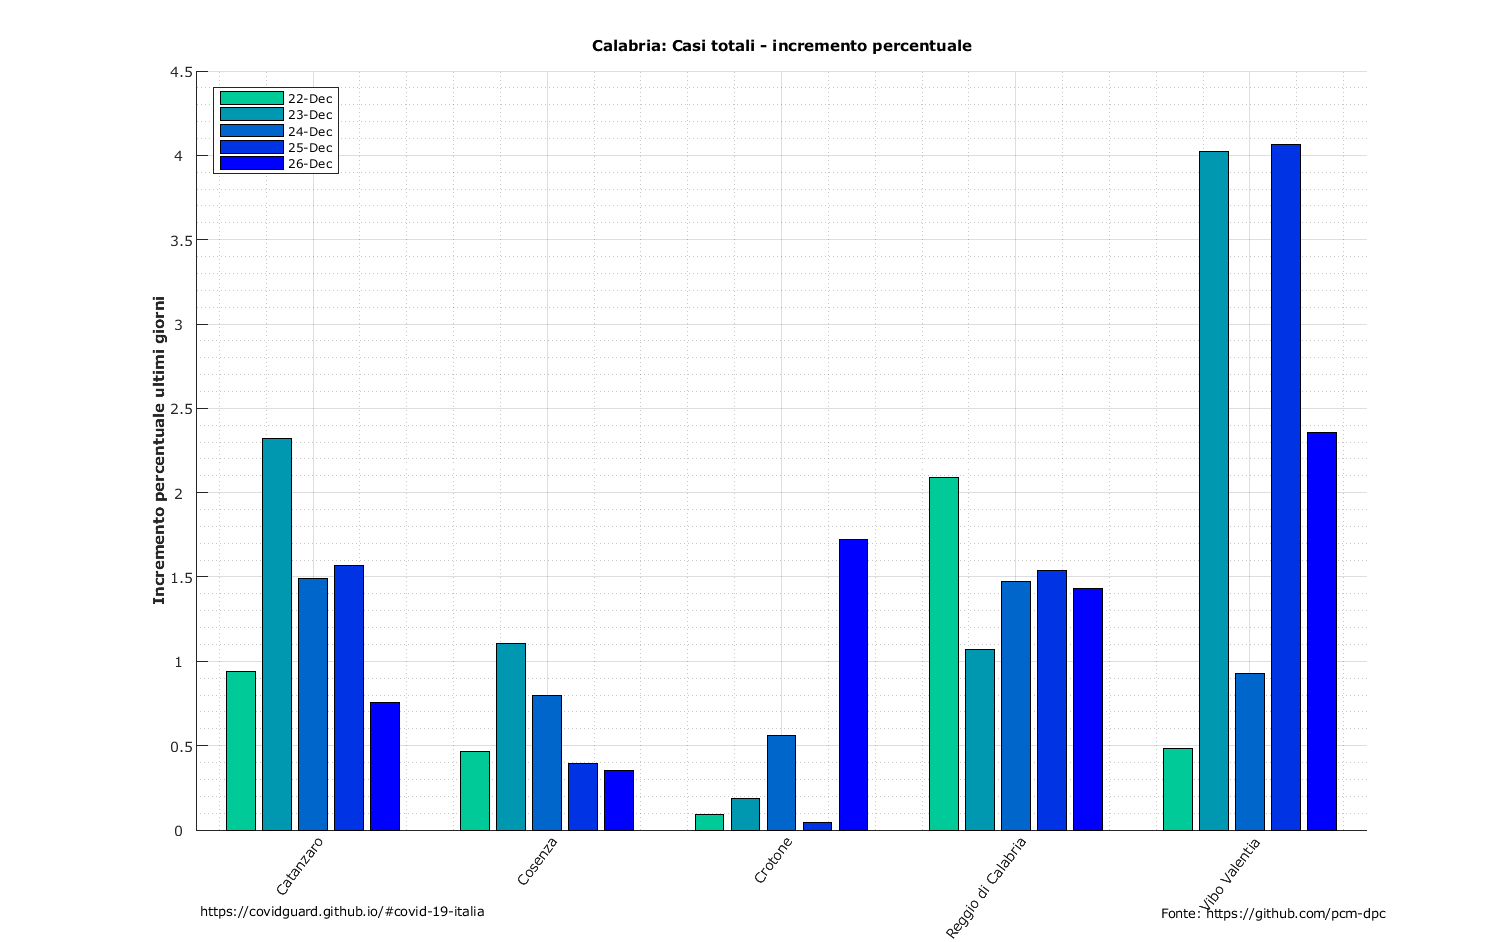 Calabria: Casi totali - incremento percentuale
Incremento percentuale ultimi giorni
4.5
4
3.5
3
2.5
2
1.5
1
0.5
0
22-Dec
23-Dec
24-Dec
25-Dec
26-Dec
Catanzaro
Cosenza
Crotone
Reggio di Calabria
Vibo Valentia
https://covidguard.github.io/#covid-19-italia
Fonte: https://github.com/pcm-dpc